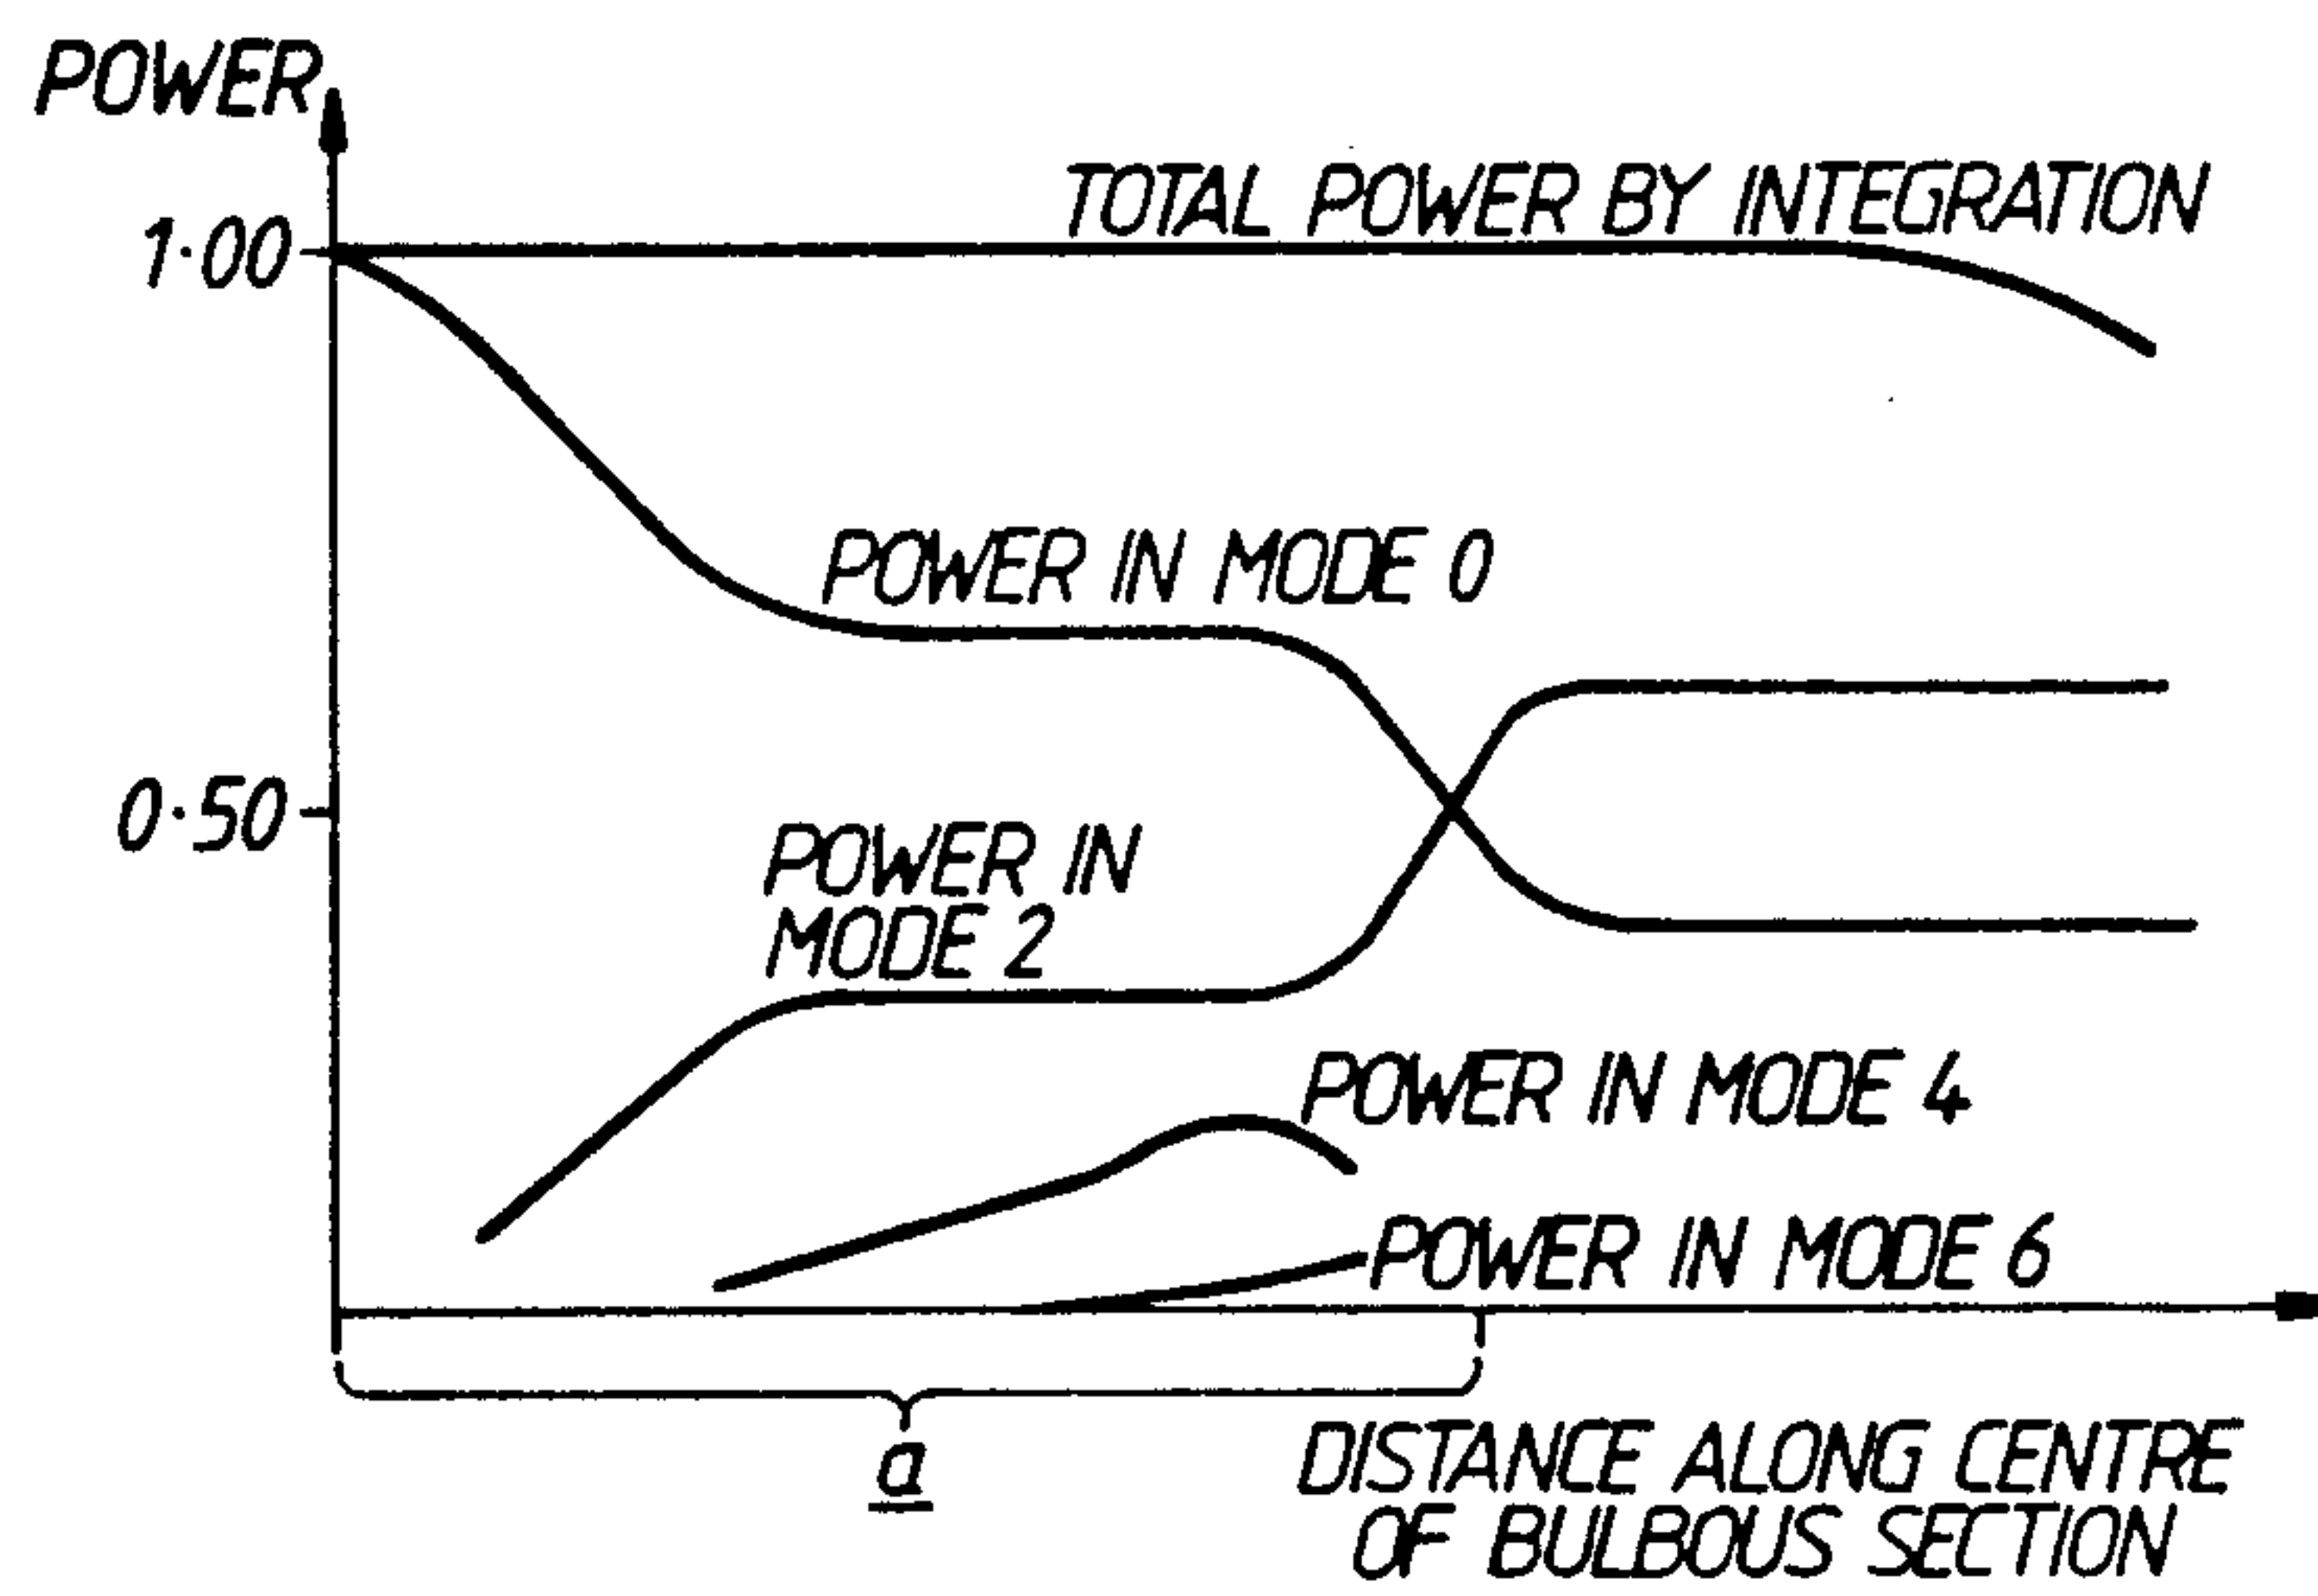 POWER
TOTAL POWER BY INTEGRATION
1·00
POWER IN MODE 0
0·50
POWER IN
MODE 2
POWER IN MODE 4
POWER IN MODE 6
a
DISTANCE ALONG CENTRE
OF BULBOUS SECTION